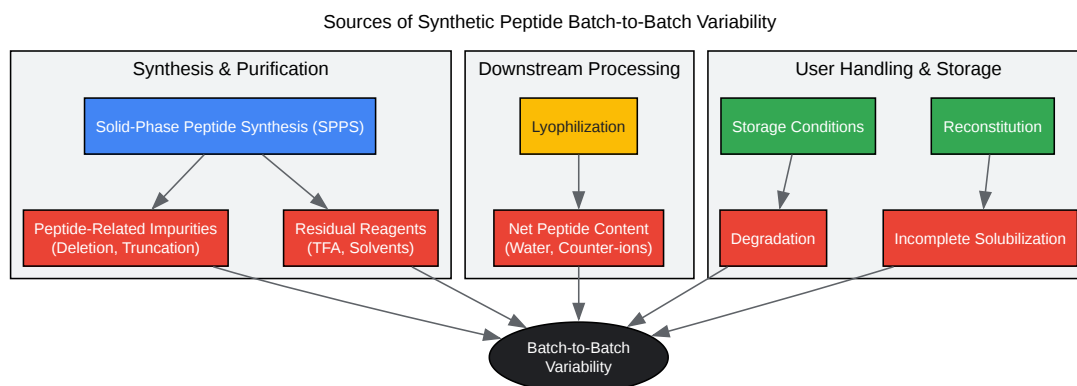 Sources of Synthetic Peptide Batch-to-Batch Variability
Synthesis & Purification
Downstream Processing
User Handling & Storage
Solid-Phase Peptide Synthesis (SPPS)
Lyophilization
Storage Conditions
Reconstitution
Peptide-Related Impurities
(Deletion, Truncation)
Residual Reagents
(TFA, Solvents)
Net Peptide Content
(Water, Counter-ions)
Degradation
Incomplete Solubilization
Batch-to-Batch
Variability